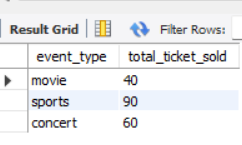 Result Grid Filter Rows:
event_type total_ticket_sold
movie 40
sports 90
concert 60